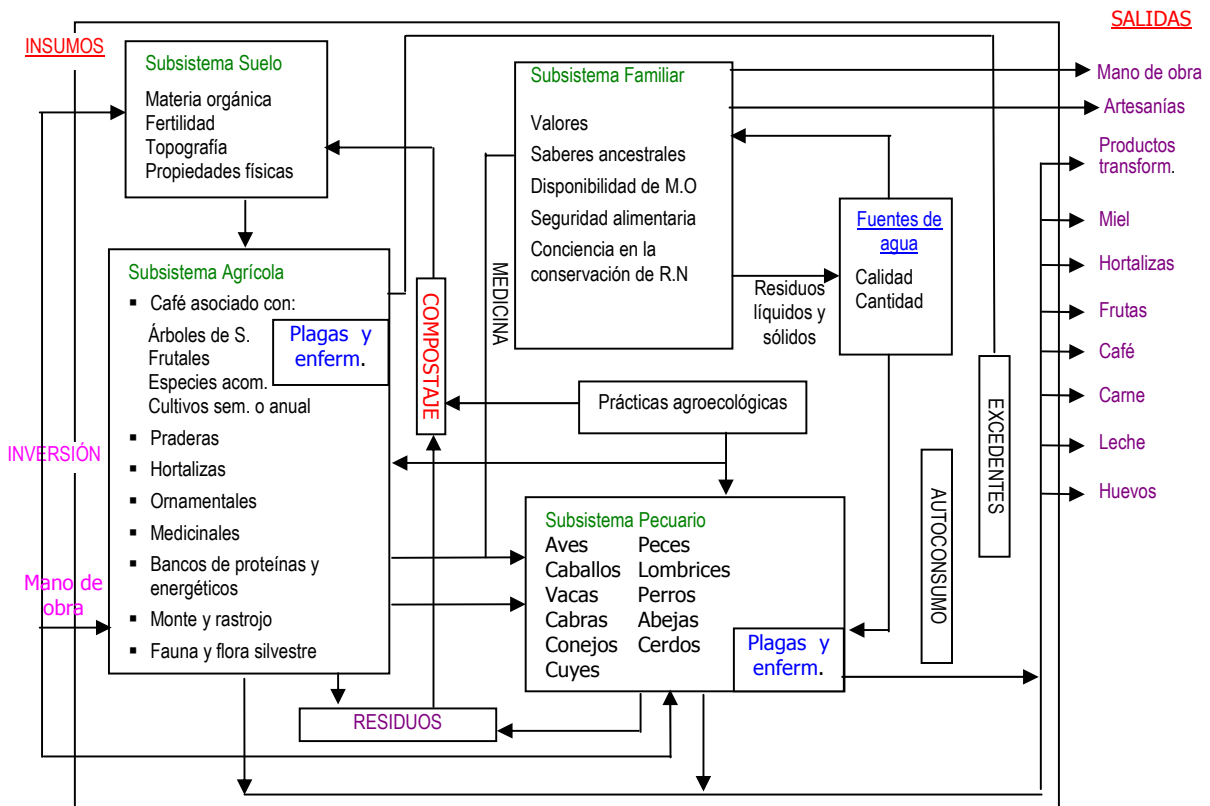 INSUMOS
SALIDAS
Subsistema Suelo
Materia orgánica
Fertilidad
Topografía
Propiedades físicas
Subsistema Familiar
Valores
Saberes ancestrales
Disponibilidad de M.O
Seguridad alimentaria
Conciencia en la
conservación de R.N
Mano de obra
Artesanías
Productos
transform.
Miel
Hortalizas
Frutas
Café
Carne
Leche
Huevos
Fuentes de
agua
Calidad
Cantidad
Residuos
líquidos y
sólidos
MEDICINA
COMPOSTAJE
Subsistema Agrícola
▪ Café asociado con:
Árboles de S.
Frutales
Especies acom.
Cultivos sem. o anual
▪ Praderas
▪ Hortalizas
▪ Ornamentales
▪ Medicinales
▪ Bancos de proteínas y
energéticos
▪ Monte y rastrojo
▪ Fauna y flora silvestre
Plagas y
enferm.
Prácticas agroecológicas
INVERSIÓN
Mano de
obra
Subsistema Pecuario
Aves Peces
Caballos Lombrices
Vacas Perros
Cabras Abejas
Conejos Cerdos
Cuyes
Plagas y
enferm.
AUTOCONSUMO
EXCEDENTES
RESIDUOS